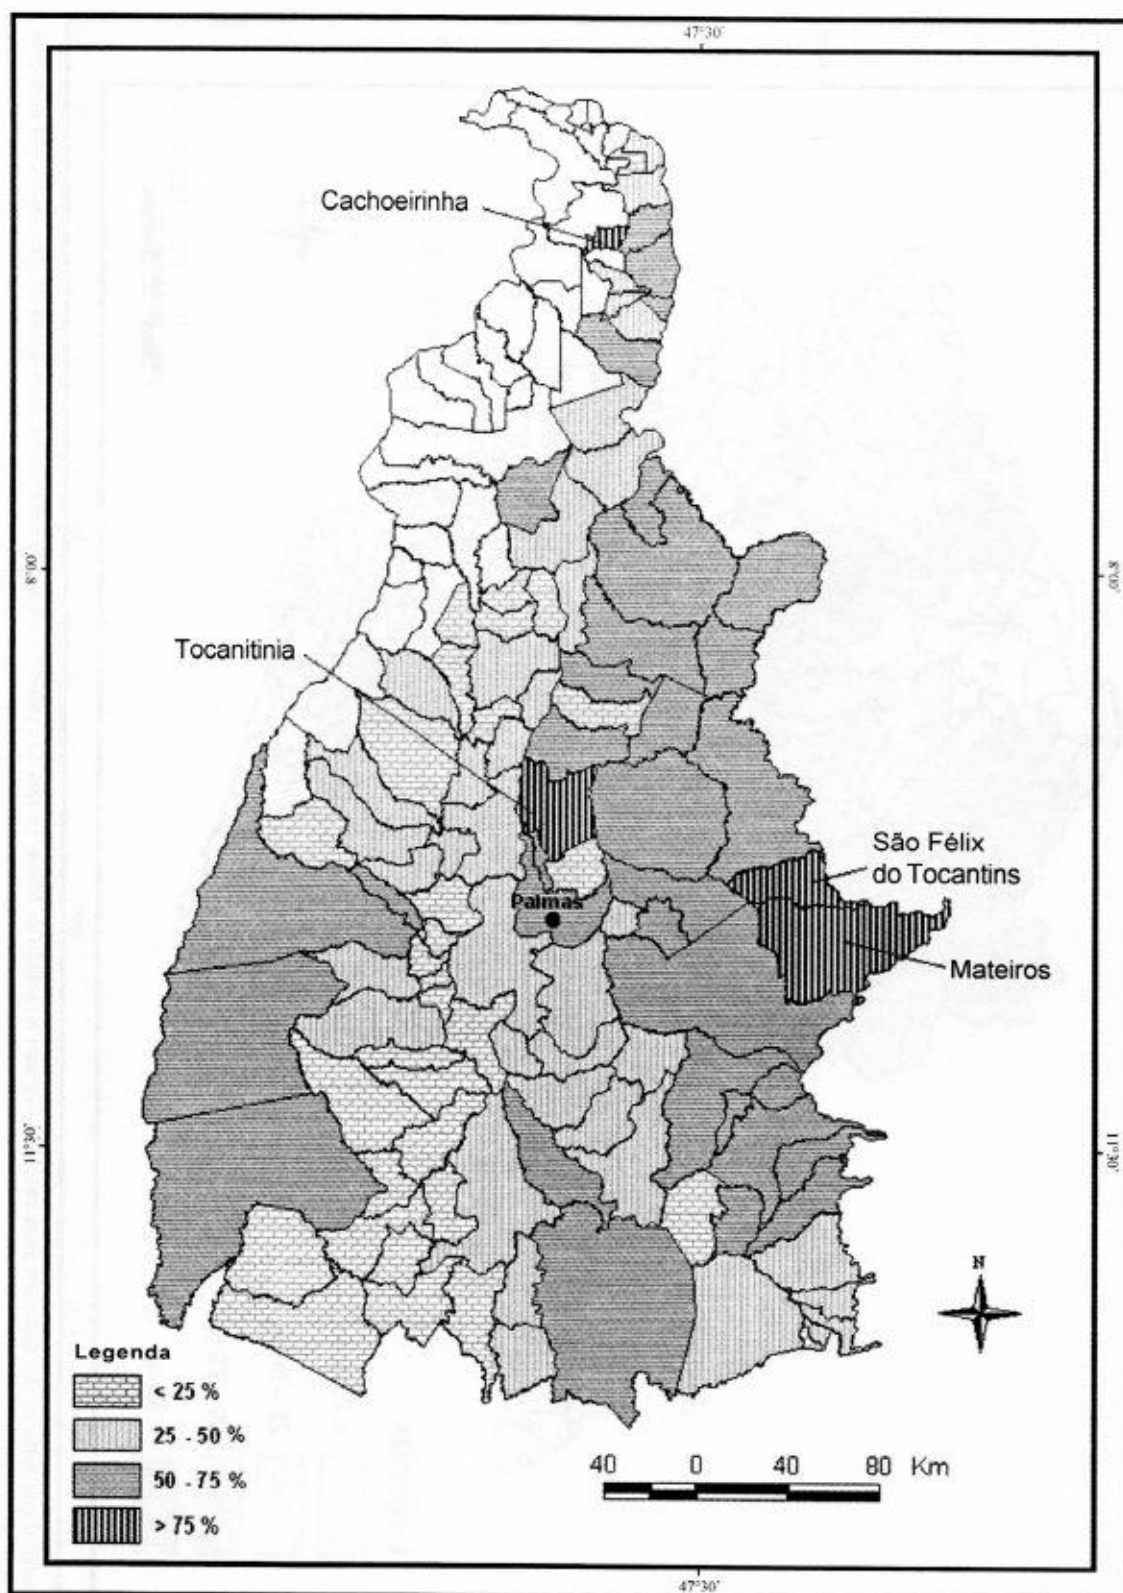 47°30'
Cachoeirinha
8°00'
8°00'
Tocanitinia
São Félix
do Tocantins
Palmas
Mateiros
11°30'
11°30'
N
Legenda
< 25 %
25 - 50 %
50 - 75 %
> 75 %
40 0 40 80 Km
47°30'